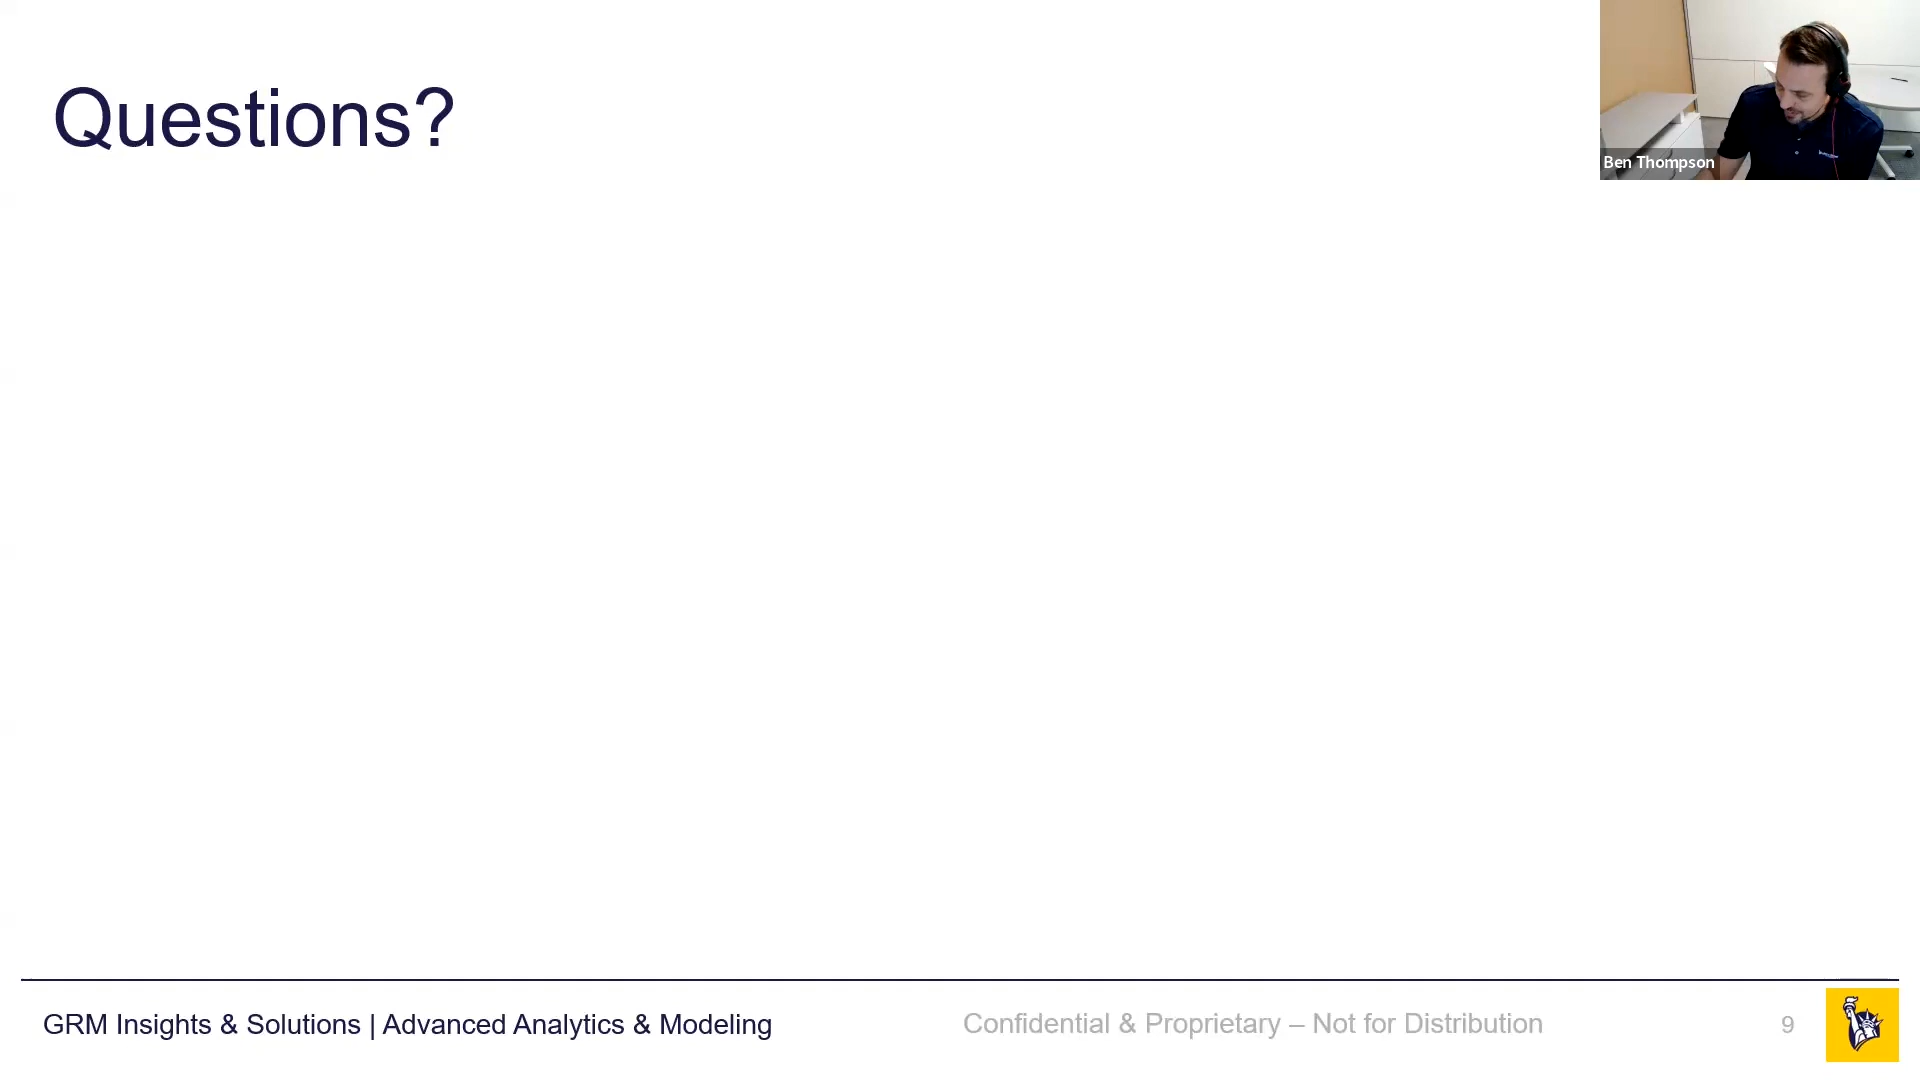 Questions?
Ben Thompson
GRM Insights & Solutions | Advanced Analytics & Modeling
Confidential & Proprietary – Not for Distribution
9